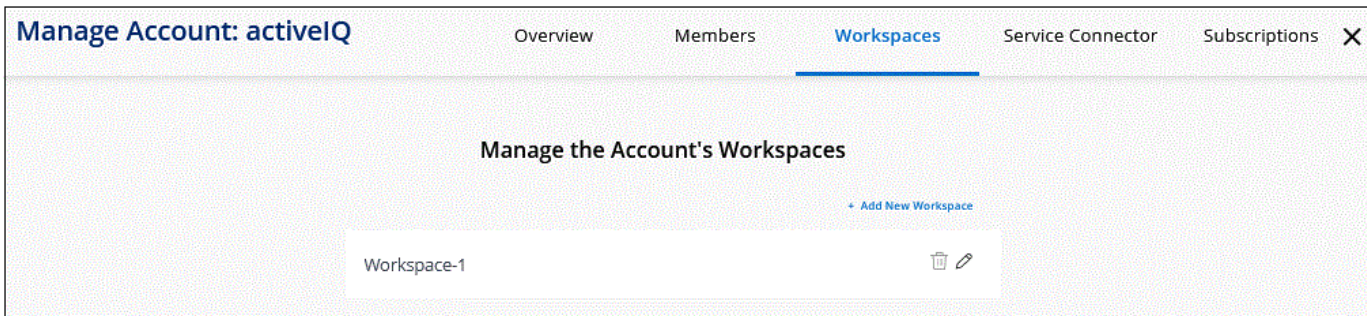 Manage Account: activeIQ
Overview Members Workspaces Service Connector Subscriptions
Manage the Account's Workspaces
+ Add New Workspace
Workspace-1